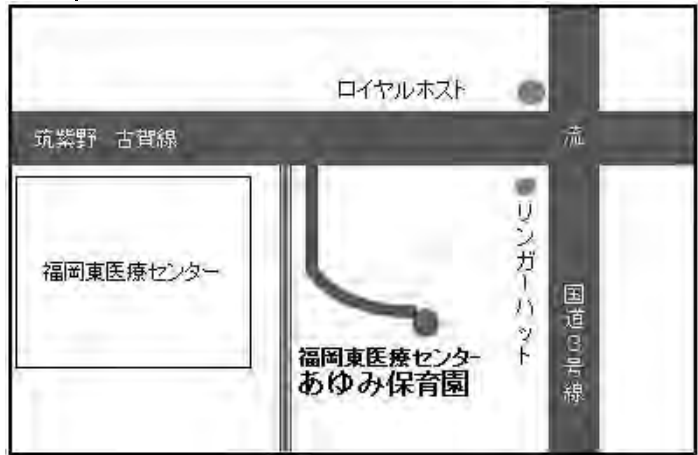 ロイヤルホスト
筑紫野 古賀線
流
リンガーハット
福岡東医療センター
国道3号線
福岡東医療センター
あゆみ保育園